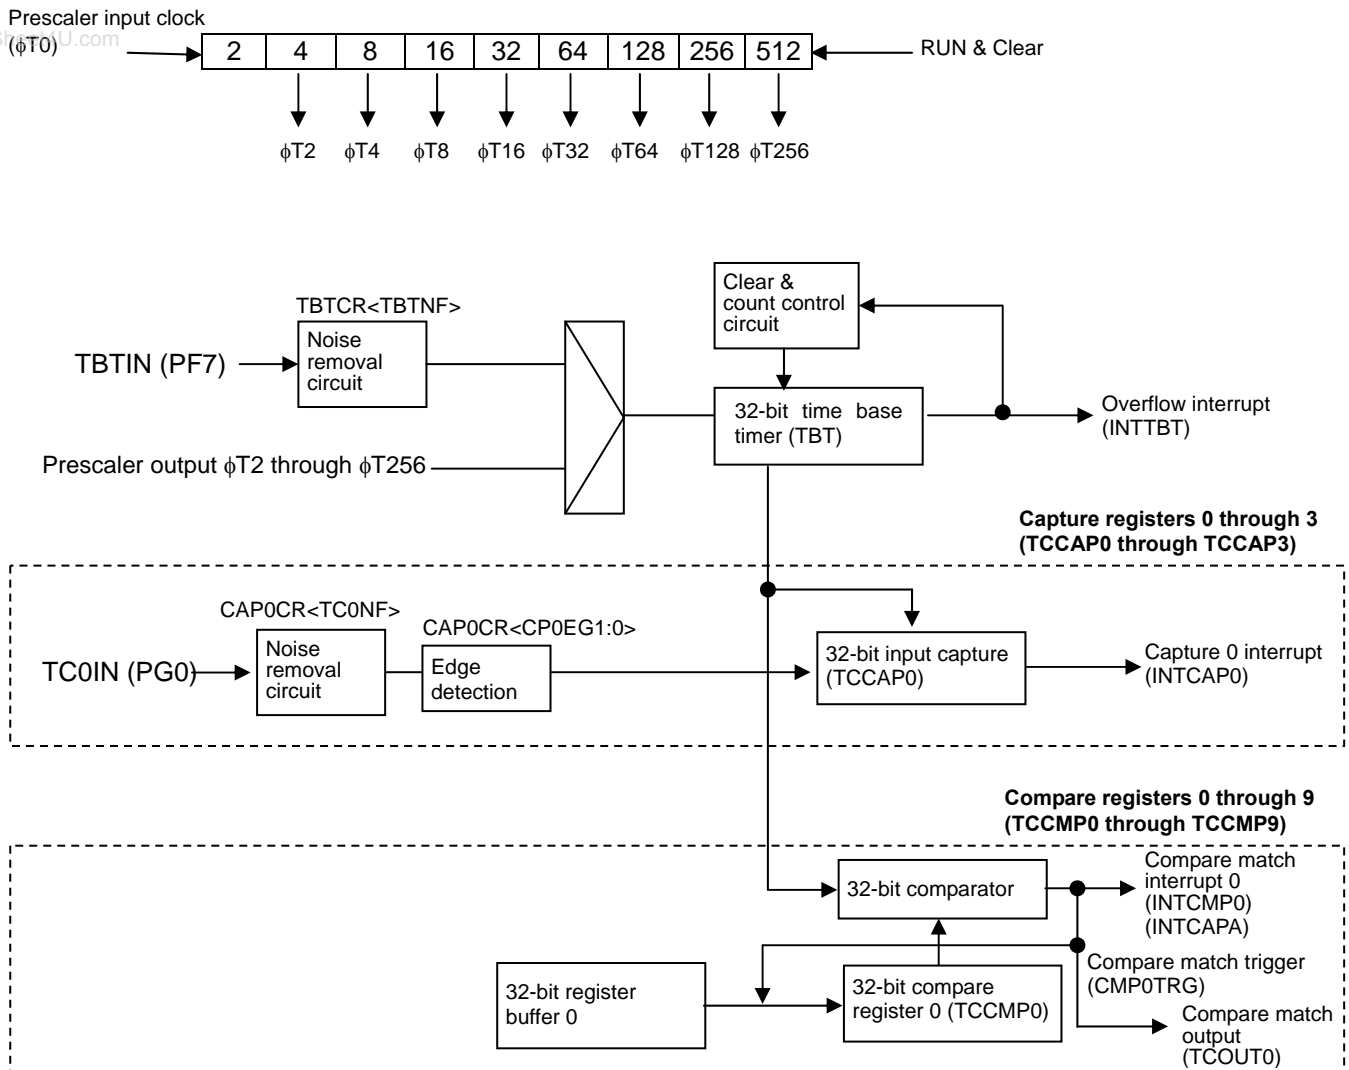 Prescaler input clock
(ϕT0)
2 4 8 16 32 64 128 256 512
RUN & Clear
ϕT2 ϕT4 ϕT8 ϕT16 ϕT32 ϕT64 ϕT128 ϕT256
TBTCR<TBTNF>
Noise
removal
circuit
TBTIN (PF7)
Prescaler output ϕT2 through ϕT256
Clear &
count control
circuit
32-bit time base
timer (TBT)
Overflow interrupt
(INTTBT)
Capture registers 0 through 3
(TCCAP0 through TCCAP3)
CAP0CR<TC0NF>
CAP0CR<CP0EG1:0>
TC0IN (PG0)
Noise
removal
circuit
Edge
detection
32-bit input capture
(TCCAP0)
Capture 0 interrupt
(INTCAP0)
Compare registers 0 through 9
(TCCMP0 through TCCMP9)
32-bit comparator
Compare match
interrupt 0
(INTCMP0)
(INTCAPA)
32-bit register
buffer 0
32-bit compare
register 0 (TCCMP0)
Compare match trigger
(CMP0TRG)
Compare match
output
(TCOUT0)